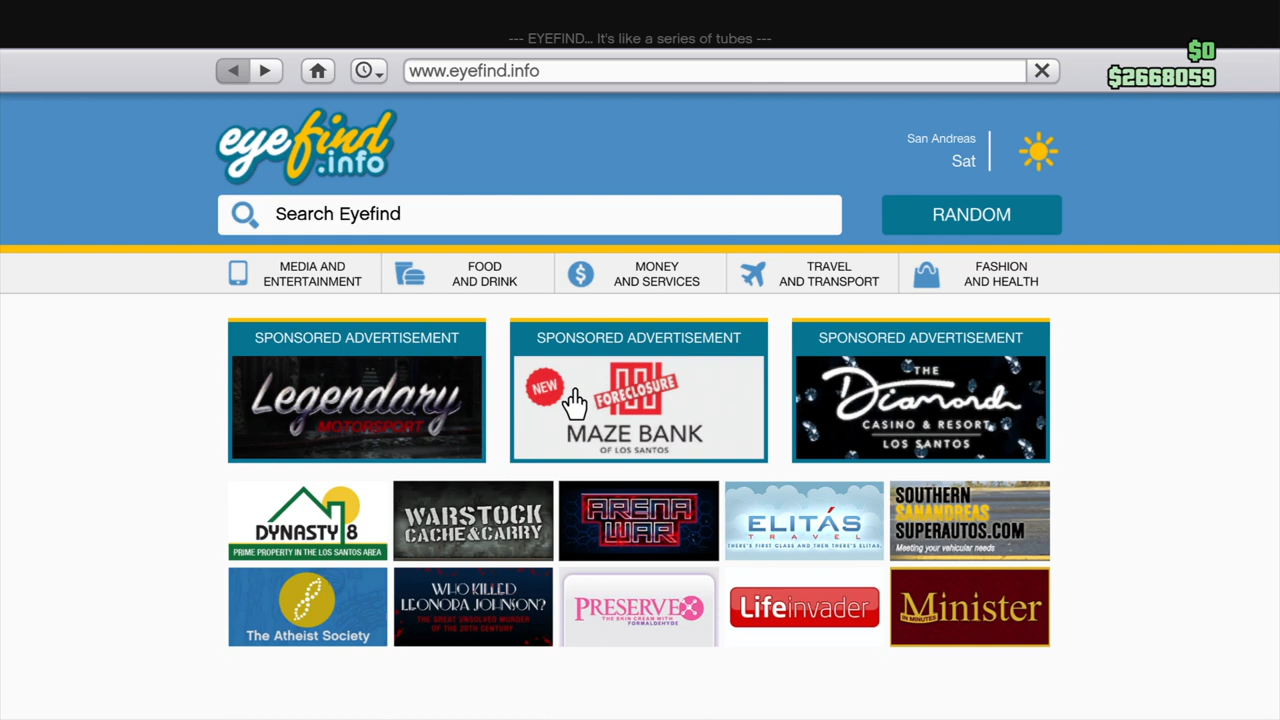 --- EYEFIND... It's like a series of tubes ---
$0
www.eyefind.info
$2668059
eyefind
.info
San Andreas
Sat
Search Eyefind
RANDOM
MEDIA AND
ENTERTAINMENT
FOOD
AND DRINK
MONEY
AND SERVICES
TRAVEL
AND TRANSPORT
FASHION
AND HEALTH
SPONSORED ADVERTISEMENT
Legendary
MOTORSPORT
SPONSORED ADVERTISEMENT
NEW
FORECLOSURE
MAZE BANK
OF LOS SANTOS
SPONSORED ADVERTISEMENT
THE
Diamond
CASINO & RESORT
LOS SANTOS
DYNASTY 8
PRIME PROPERTY IN THE LOS SANTOS AREA
WARSTOCK
CACHE&CARRY
ARENA
WAR
ELITÁS
TRAVEL
THERE'S FIRST CLASS AND THEN THERE'S ELITAS.
SOUTHERN
SANANDREAS
SUPERAUTOS.COM
Meeting your vehicular needs
The Atheist Society
WHO KILLED
LEONORA JOHNSON?
THE GREAT UNSOLVED MURDER
OF THE 20TH CENTURY
PRESERVEX
THE SKIN CREAM WITH
FORMALDEHYDE
Lifeinvader
Minister
IN MINUTES